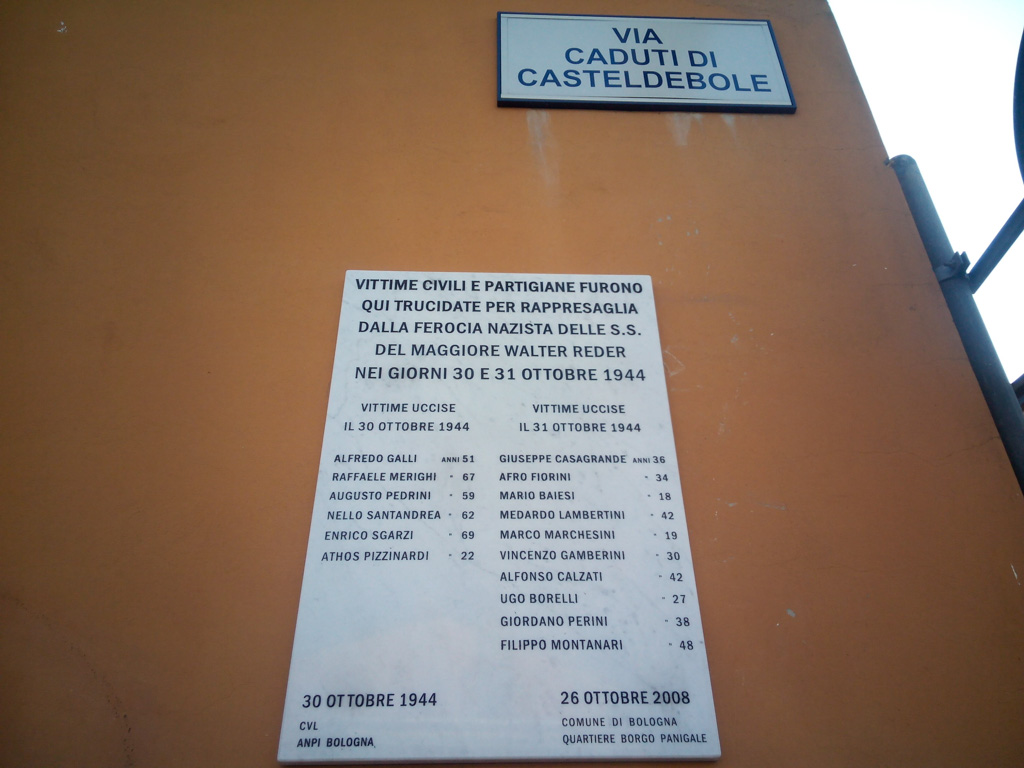 VIA
CADUTI DI
CASTELDEBOLE
VITTIME CIVILI E PARTIGIANE FURONO
QUI TRUCIDATE PER RAPPRESAGLIA
DALLA FEROCIA NAZISTA DELLE S.S.
DEL MAGGIORE WALTER REDER
NEI GIORNI 30 E 31 OTTOBRE 1944
VITTIME UCCISE
IL 30 OTTOBRE 1944
ALFREDO GALLI ANNI 51
RAFFAELE MERIGHI " 67
AUGUSTO PEDRINI " 59
NELLO SANTANDREA " 62
ENRICO SGARZI " 69
ATHOS PIZZINARDI " 22
VITTIME UCCISE
IL 31 OTTOBRE 1944
GIUSEPPE CASAGRANDE ANNI 36
AFRO FIORINI " 34
MARIO BAIESI " 18
MEDARDO LAMBERTINI " 42
MARCO MARCHESINI " 19
VINCENZO GAMBERINI " 30
ALFONSO CALZATI " 42
UGO BORELLI " 27
GIORDANO PERINI " 38
FILIPPO MONTANARI " 48
30 OTTOBRE 1944
CVL
ANPI BOLOGNA
26 OTTOBRE 2008
COMUNE DI BOLOGNA
QUARTIERE BORGO PANIGALE